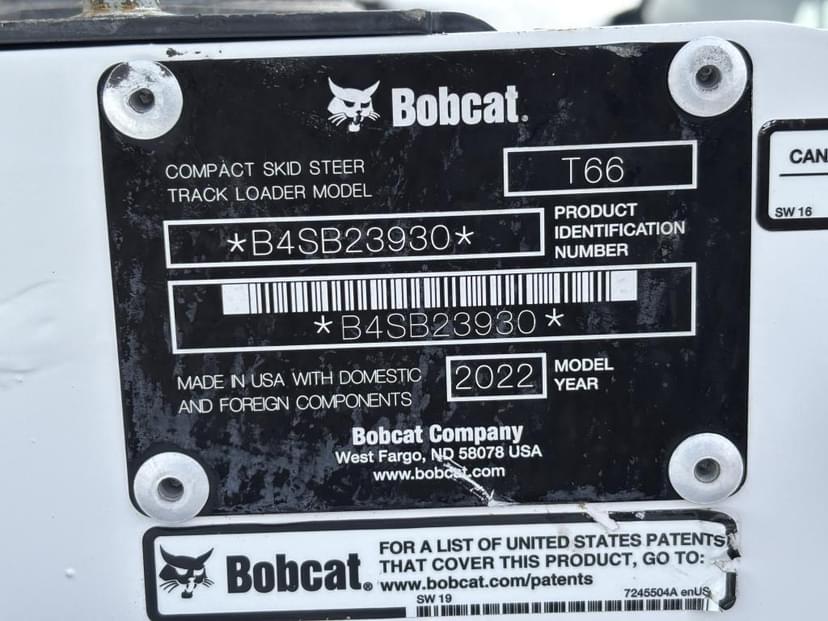 Bobcat.
COMPACT SKID STEER
TRACK LOADER MODEL
T66
*B4SB23930*
PRODUCT
IDENTIFICATION
NUMBER
*B4SB23930*
MADE IN USA WITH DOMESTIC
AND FOREIGN COMPONENTS
2022
MODEL
YEAR
Bobcat Company
West Fargo, ND 58078 USA
www.bobcat.com
CAN
SW 16
Bobcat.
FOR A LIST OF UNITED STATES PATENTS
THAT COVER THIS PRODUCT, GO TO:
www.bobcat.com/patents
SW 19
7245504A enUS